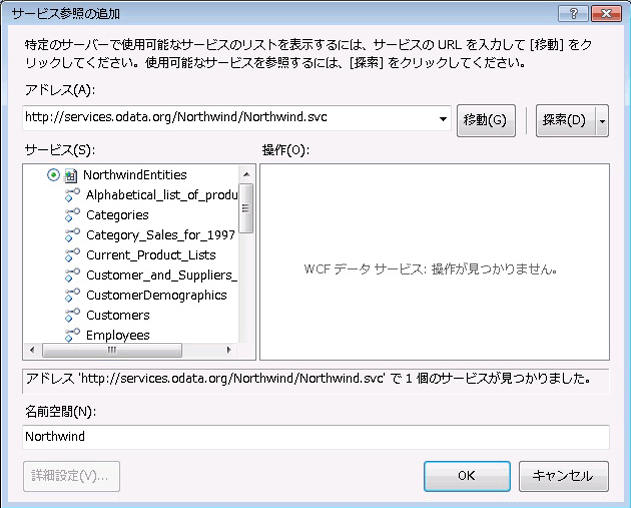 サービス参照の追加
特定のサーバーで使用可能なサービスのリストを表示するには、サービスの URL を入力して [移動] をク
リックしてください。使用可能なサービスを参照するには、[探索] をクリックしてください。
アドレス(A):
http://services.odata.org/Northwind/Northwind.svc
移動(G)
探索(D)
サービス(S):
操作(O):
NorthwindEntities
Alphabetical_list_of_produ
Categories
Category_Sales_for_1997
Current_Product_Lists
Customer_and_Suppliers_
CustomerDemographics
Customers
Employees
WCF データ サービス: 操作が見つかりません。
アドレス 'http://services.odata.org/Northwind/Northwind.svc' で 1 個のサービスが見つかりました。
名前空間(N):
Northwind
詳細設定(V)...
OK
キャンセル